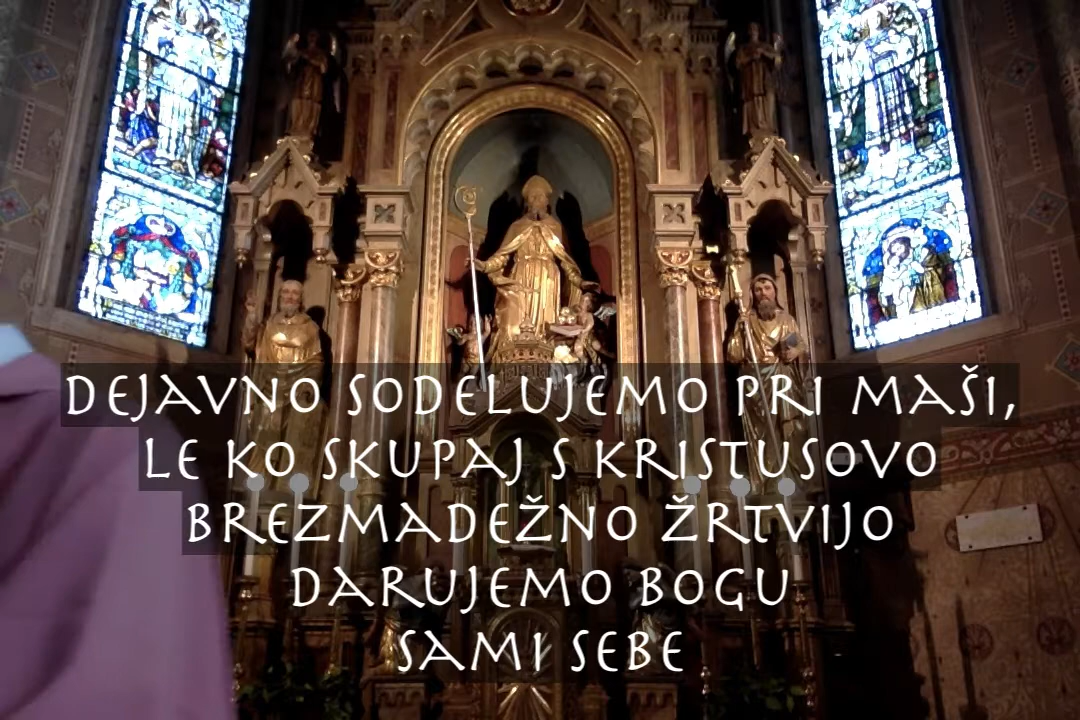 DEJAVNO SODELUJEMO PRI MAŠI,
LE KO SKUPAJ S KRISTUSOVO
BREZMADEŽNO ŽRTVIJO
DARUJEMO BOGU
SAMI SEBE